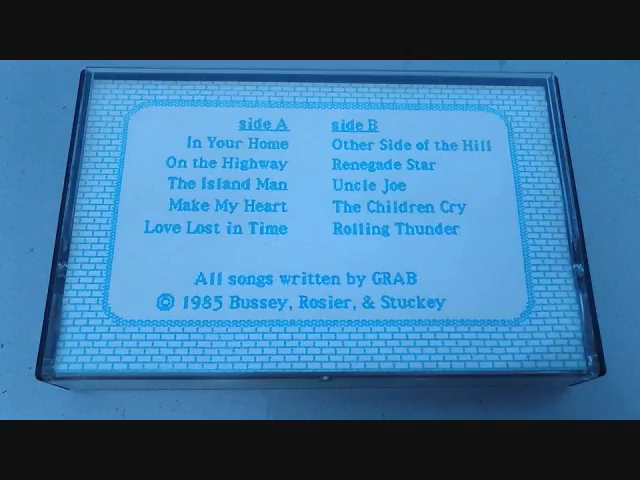 side A
In Your Home
On the Highway
The Island Man
Make My Heart
Love Lost in Time
side B
Other Side of the Hill
Renegade Star
Uncle Joe
The Children Cry
Rolling Thunder
All songs written by GRAB
© 1985 Bussey, Rosier, & Stuckey